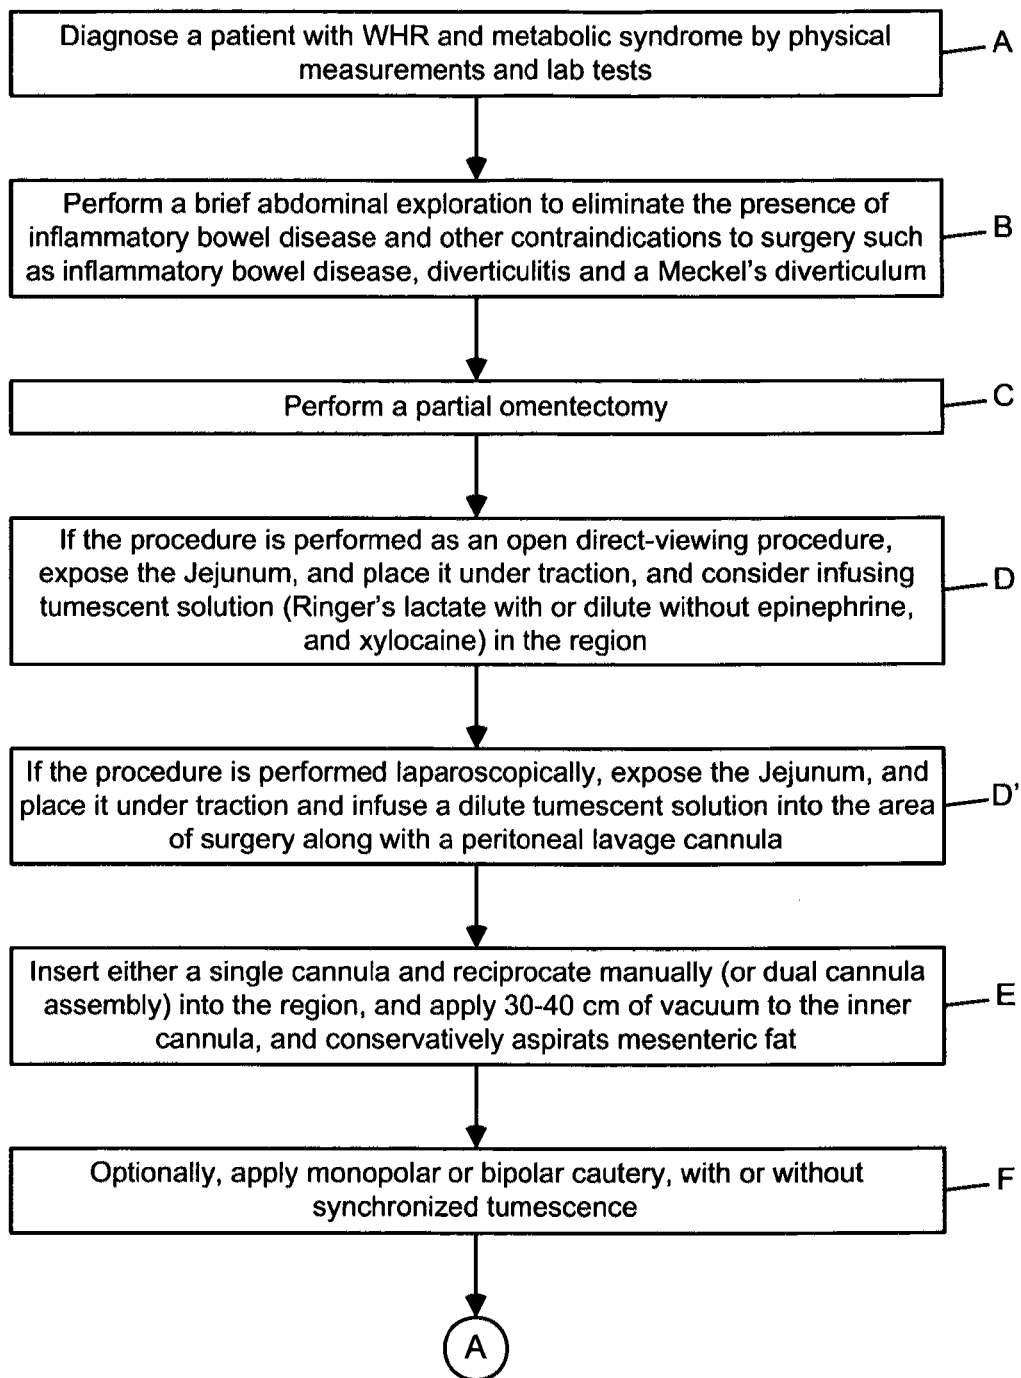 Diagnose a patient with WHR and metabolic syndrome by physical
measurements and lab tests
A
Perform a brief abdominal exploration to eliminate the presence of
inflammatory bowel disease and other contraindications to surgery such
as inflammatory bowel disease, diverticulitis and a Meckel's diverticulum
B
Perform a partial omentectomy
C
If the procedure is performed as an open direct-viewing procedure,
expose the Jejunum, and place it under traction, and consider infusing
tumescent solution (Ringer's lactate with or dilute without epinephrine,
and xylocaine) in the region
D
If the procedure is performed laparoscopically, expose the Jejunum, and
place it under traction and infuse a dilute tumescent solution into the area
of surgery along with a peritoneal lavage cannula
D'
Insert either a single cannula and reciprocate manually (or dual cannula
assembly) into the region, and apply 30-40 cm of vacuum to the inner
cannula, and conservatively aspirats mesenteric fat
E
Optionally, apply monopolar or bipolar cautery, with or without
synchronized tumescence
F
A